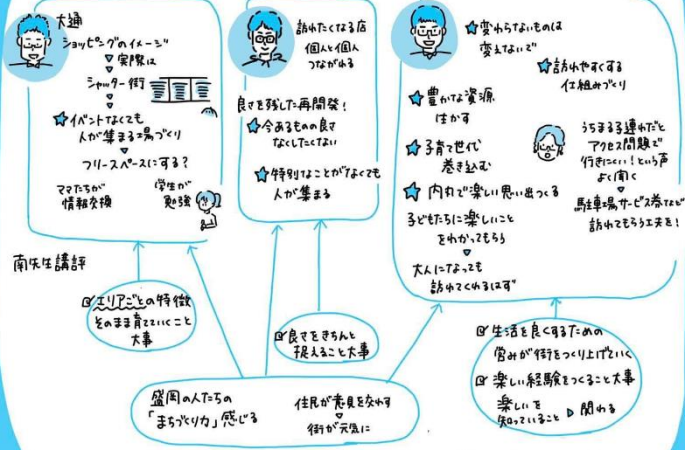 大通
ショッピングのイメージ
実際は
シャッター街
イベントなくても
人が集まる場づくり
フリースペースにする?
ママたちが
情報交換
学生が
勉強
訪れたくなる店
個人と個人
つながれる
良さを残した再開発!
今あるものの良さ
なくしたくない
特別なことがなくても
人が集まる
変わらないものは
変えないで
豊かな資源
生かす
子育て世代
巻き込む
内丸で楽しい思い出つくる
子どもたちに楽しいこと
をわかってもらう
大人になっても
訪れてくれるはず
訪れやすくする
仕組みづくり
うちまる子連れだと
アクセス問題で
行きにくい!という声
よく聞く
駐車場サービス券など
訪れてもらう工夫を!
南先生講評
エリアごとの特徴
そのまま育てていくこと
大事
良さをきちんと
捉えること大事
生活を良くするための
営みが街をつくり上げていく
楽しい経験をつくること大事
楽しいを
知っていること
関わる
盛岡の人たちの
「まちづくり力」感じる
住民が意見を交わす
街が元気に